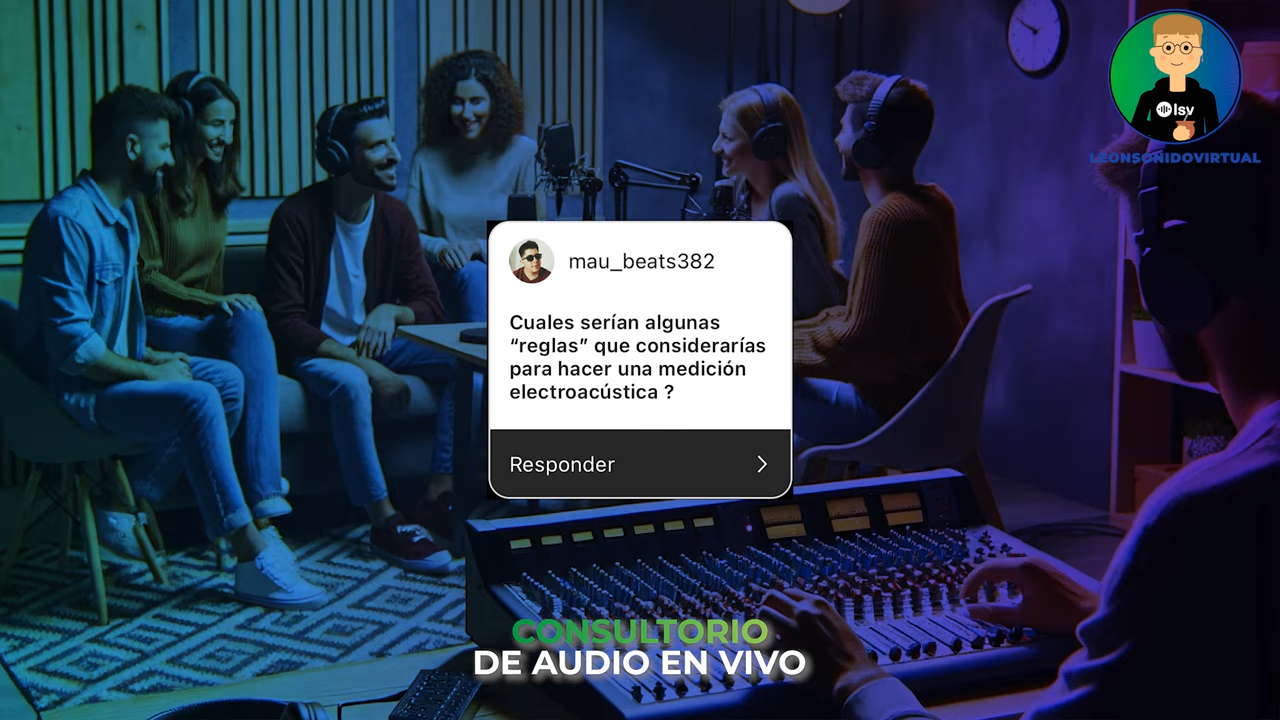 lsv
LEONSONIDOVIRTUAL
mau_beats382
Cuales serían algunas
“reglas” que considerarías
para hacer una medición
electroacústica ?
Responder
CONSULTORIO
DE AUDIO EN VIVO